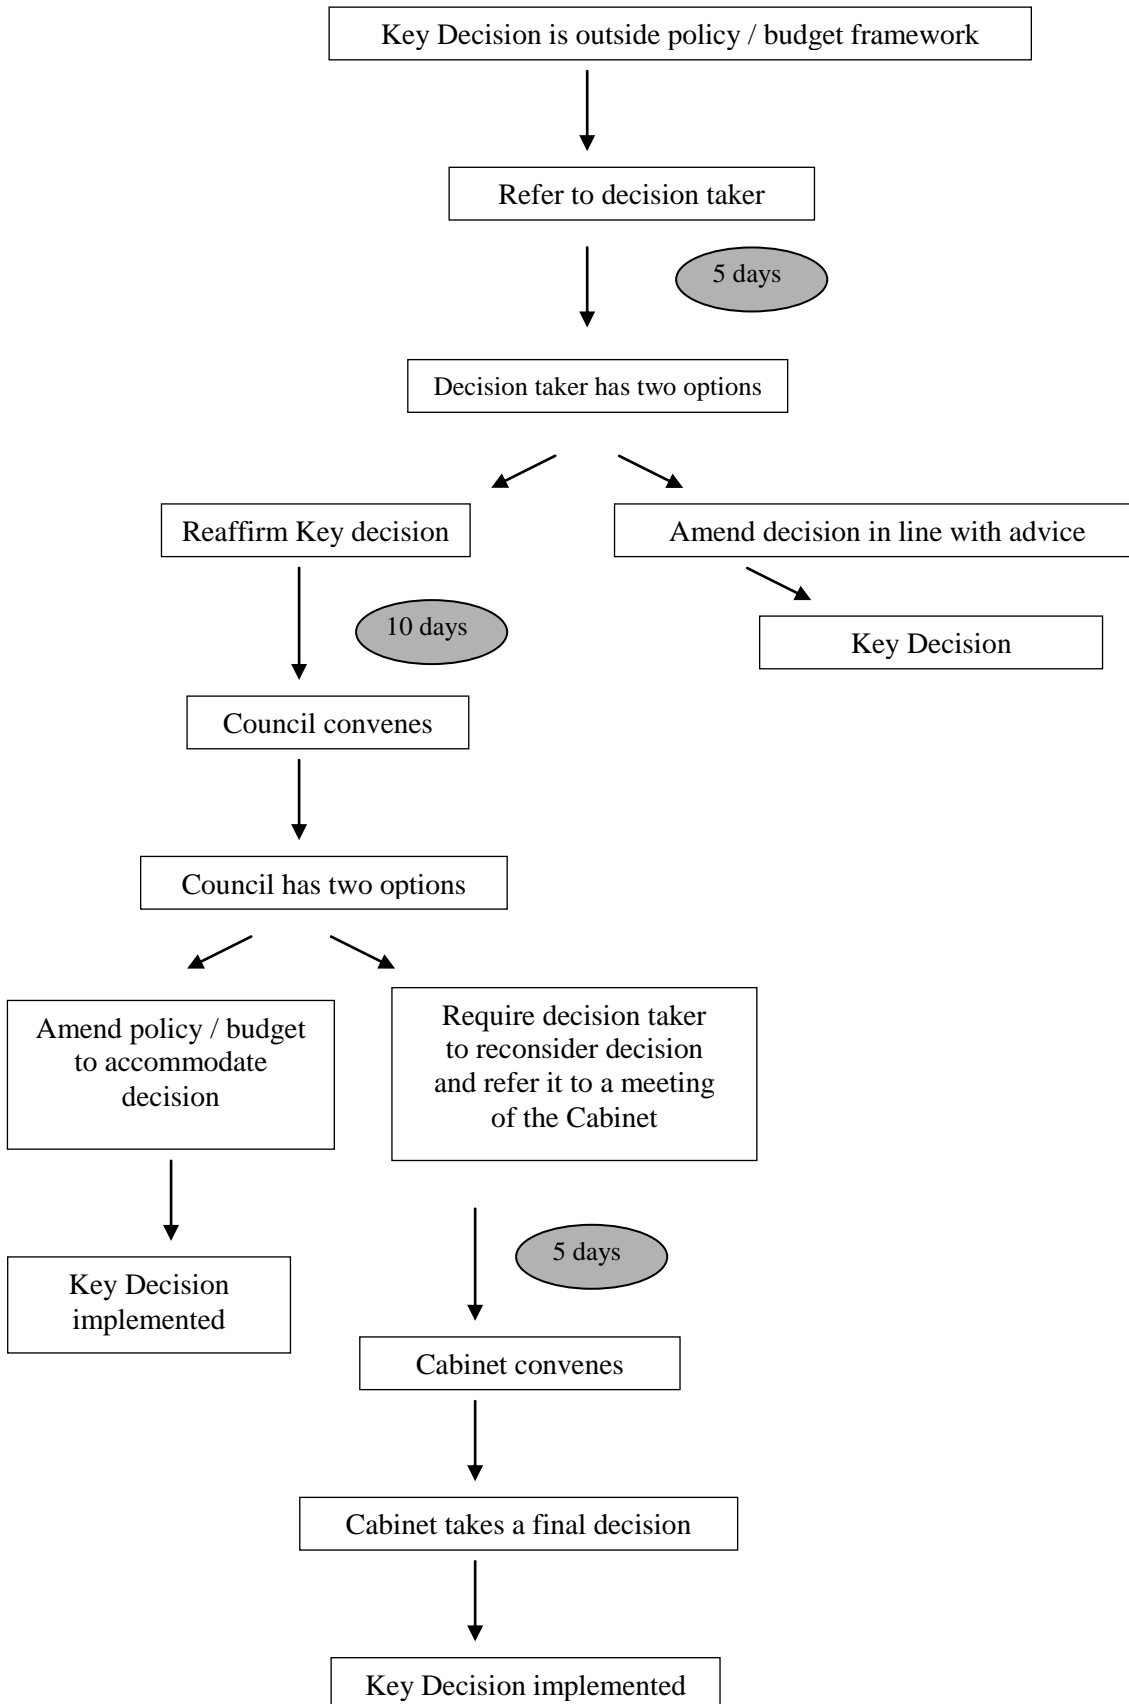 Key Decision is outside policy / budget framework
Refer to decision taker
5 days
Decision taker has two options
Reaffirm Key decision
Amend decision in line with advice
10 days
Key Decision
Council convenes
Council has two options
Amend policy / budget
to accommodate
decision
Require decision taker
to reconsider decision
and refer it to a meeting
of the Cabinet
5 days
Key Decision
implemented
Cabinet convenes
Cabinet takes a final decision
Key Decision implemented